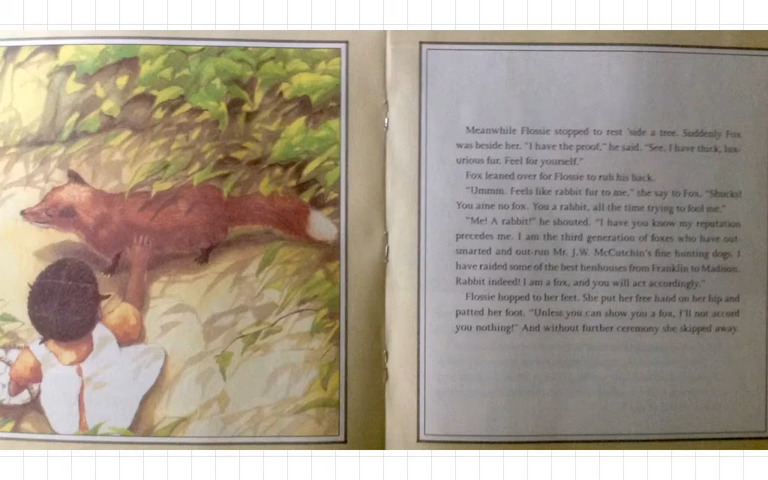 Meanwhile Flossie stopped to rest 'side a tree. Suddenly Fox
was beside her. "I have the proof," he said. "See, I have thick, lux-
urious fur. Feel for yourself."
Fox leaned over for Flossie to rub his back.
"Ummm. Feels like rabbit fur to me," she say to Fox. "Shucks!
You aine no fox. You a rabbit, all the time trying to fool me."
"Me! A rabbit!" he shouted. "I have you know my reputation
precedes me. I am the third generation of foxes who have out-
smarted and out-run Mr. J.W. McCutchin's fine hunting dogs. I
have raided some of the best henhouses from Franklin to Madison.
Rabbit indeed! I am a fox, and you will act accordingly."
Flossie hopped to her feet. She put her free hand on her hip and
patted her foot. "Unless you can show you a fox, I'll not accord
you nothing!" And without further ceremony she skipped away.